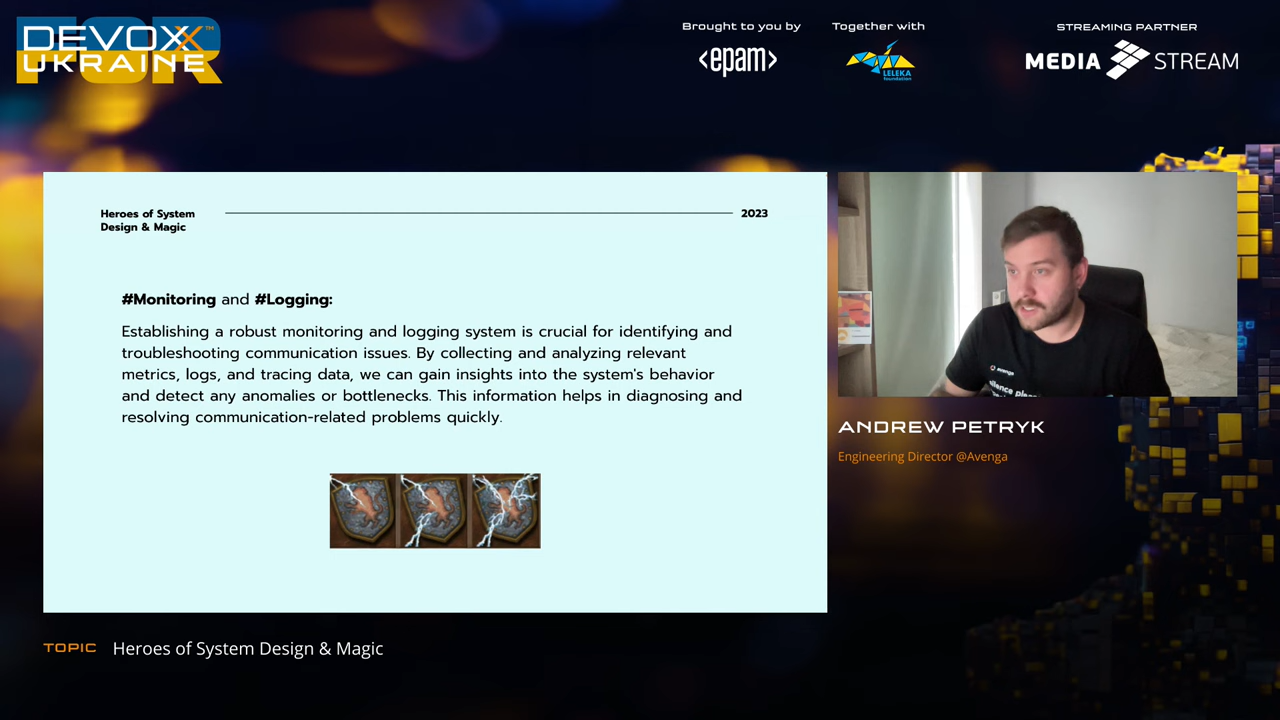 DEVOXX™
UKRAINE
FOR
Brought to you by
<epam>
Together with
LELEKA
foundation
STREAMING PARTNER
MEDIA STREAM
Heroes of System
Design & Magic
2023
#Monitoring and #Logging:
Establishing a robust monitoring and logging system is crucial for identifying and
troubleshooting communication issues. By collecting and analyzing relevant
metrics, logs, and tracing data, we can gain insights into the system's behavior
and detect any anomalies or bottlenecks. This information helps in diagnosing and
resolving communication-related problems quickly.
avenga
ANDREW PETRYK
Engineering Director @Avenga
TOPIC Heroes of System Design & Magic